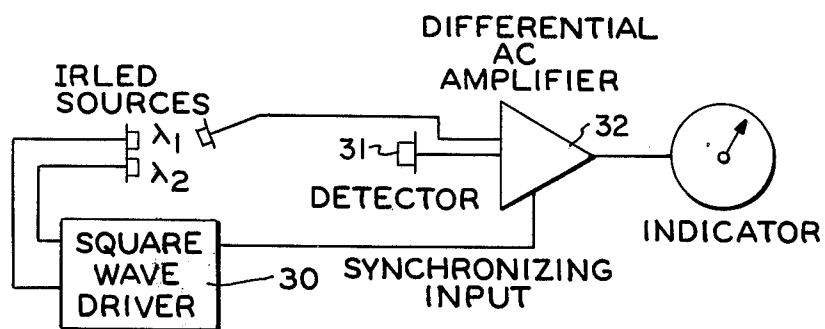 DIFFERENTIAL
AC
AMPLIFIER
IRLED
SOURCES
λ1
λ2
31
32
DETECTOR
INDICATOR
SQUARE
WAVE
DRIVER
30
SYNCHRONIZING
INPUT